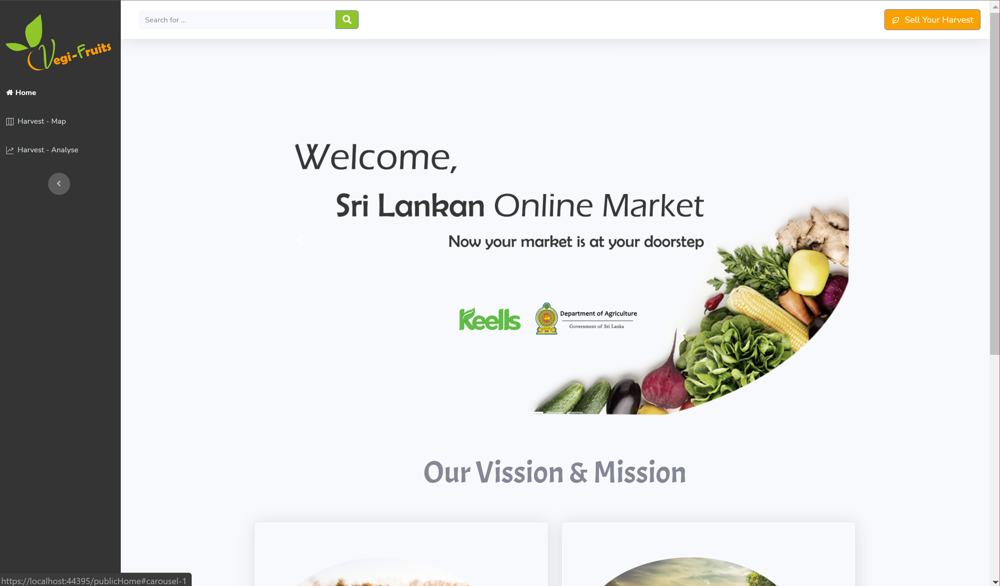 Vegi-Fruits
Home
Harvest - Map
Harvest - Analyse
Search for ...
Sell Your Harvest
Welcome,
Sri Lankan Online Market
Now your market is at your doorstep
Keells
Department of Agriculture
Government of Sri Lanka
Our Vission & Mission
https://localhost:44395/publicHome#carousel-1